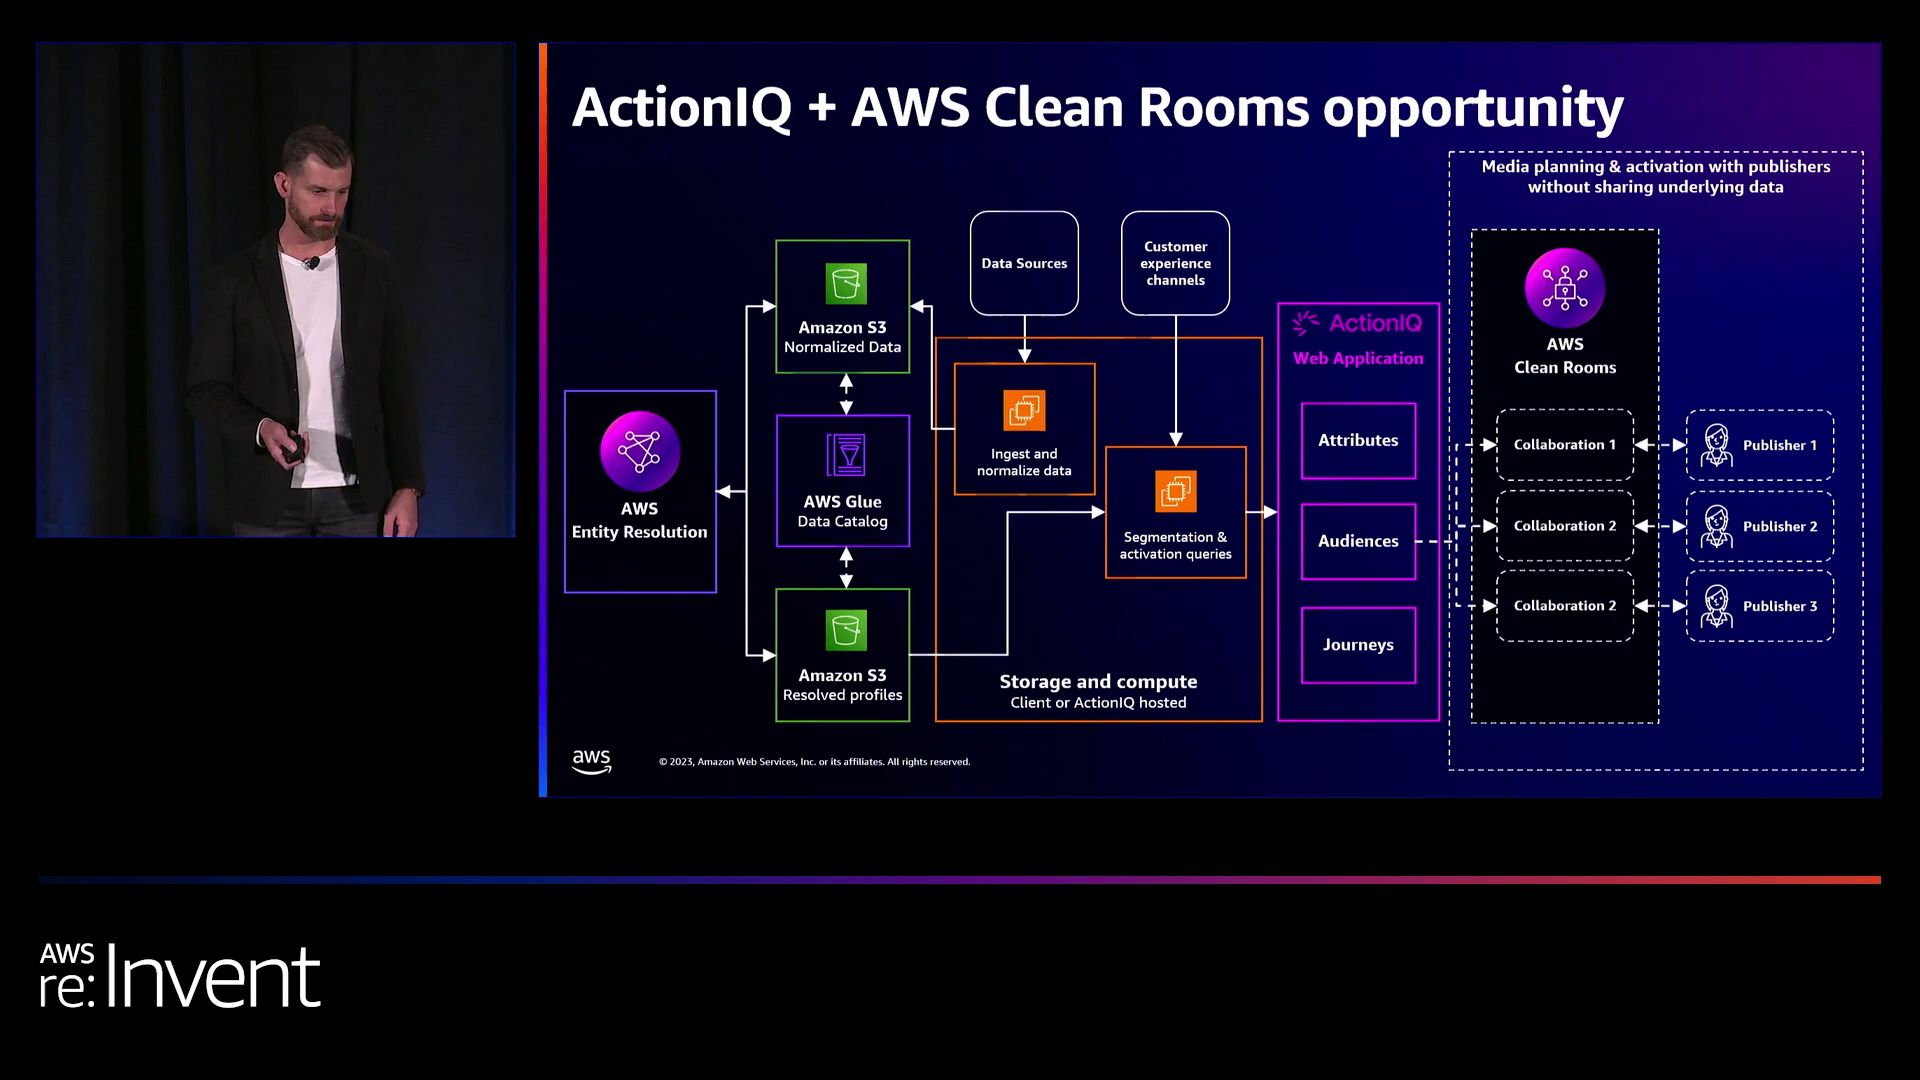 ActionIQ + AWS Clean Rooms opportunity
Media planning & activation with publishers
without sharing underlying data
Data Sources
Customer
experience
channels
Amazon S3
Normalized Data
ActionIQ
Web Application
AWS
Clean Rooms
Ingest and
normalize data
AWS
Entity Resolution
AWS Glue
Data Catalog
Segmentation &
activation queries
Attributes
Audiences
Journeys
Collaboration 1
Publisher 1
Collaboration 2
Publisher 2
Collaboration 2
Publisher 3
Amazon S3
Resolved profiles
Storage and compute
Client or ActionIQ hosted
aws
© 2023, Amazon Web Services, Inc. or its affiliates. All rights reserved.
AWS
re:Invent